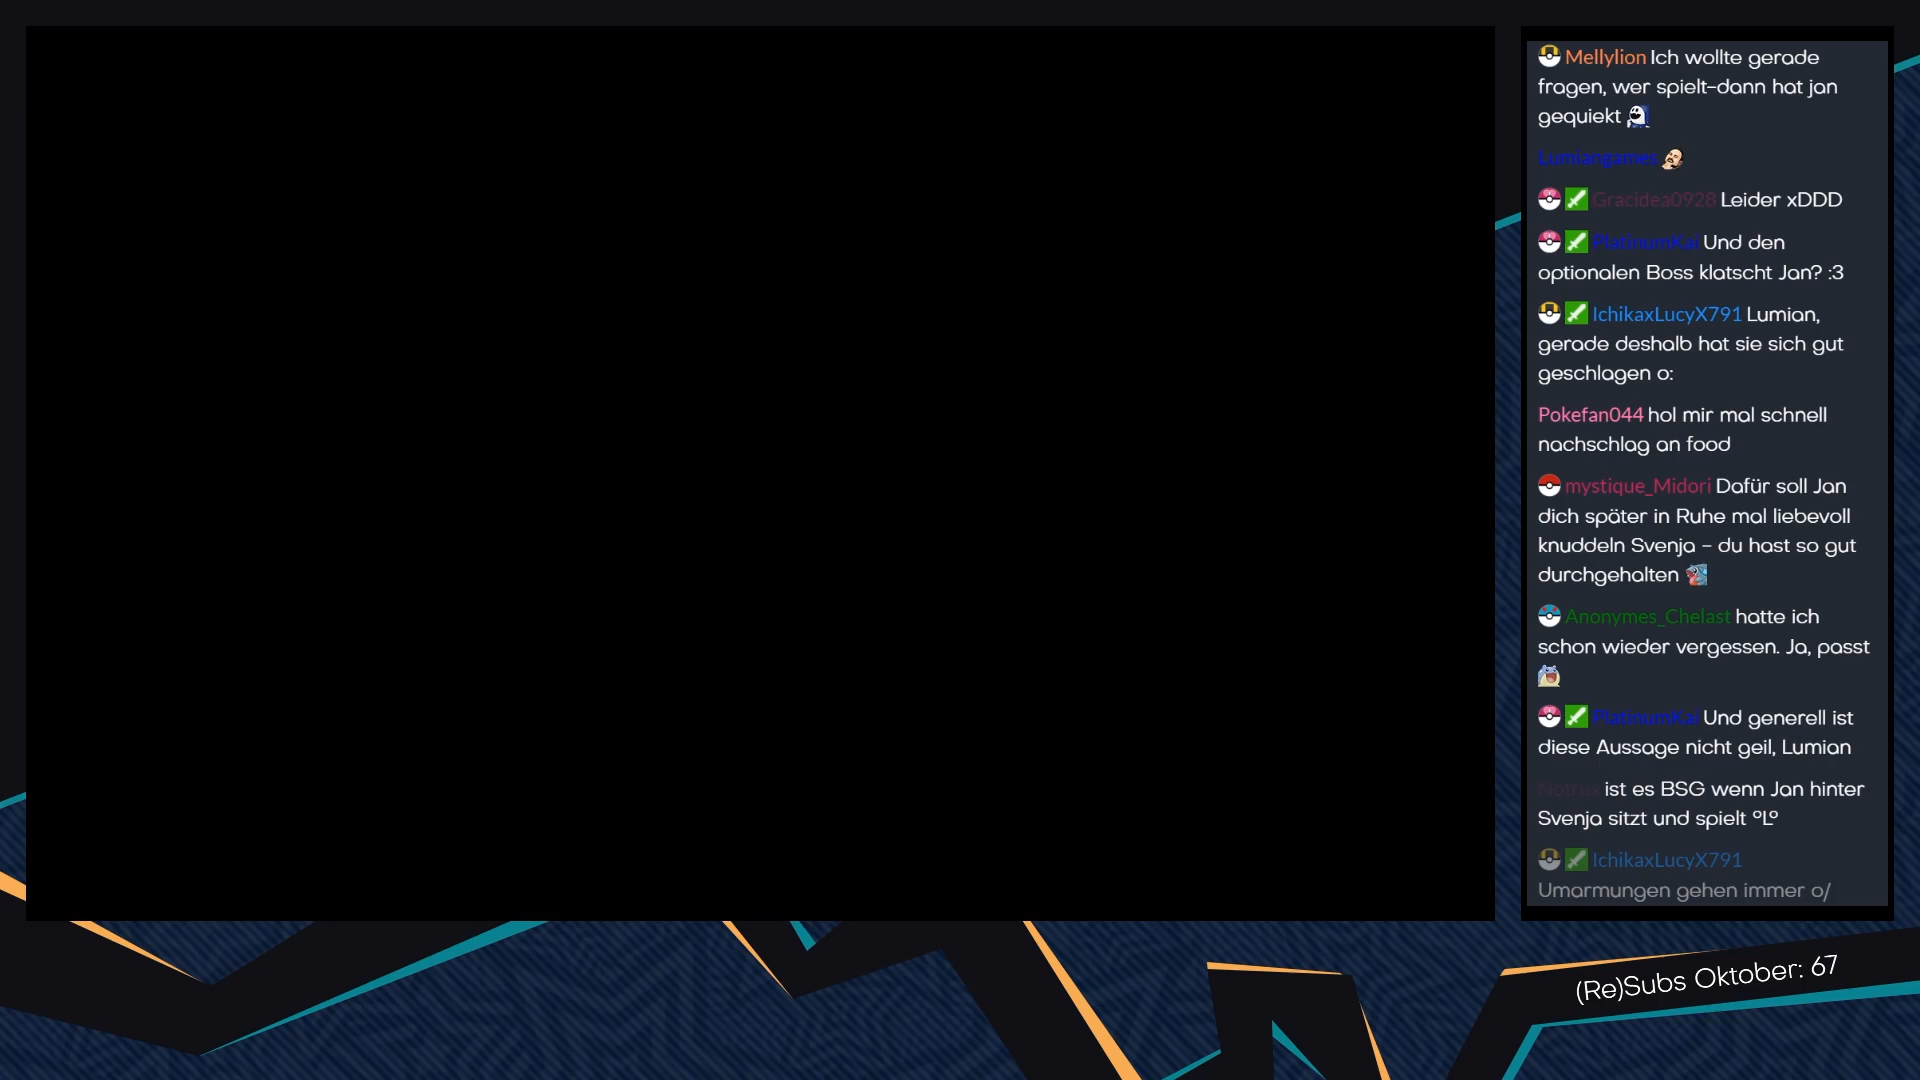 Mellylion Ich wollte gerade
fragen, wer spielt-dann hat jan
gequiekt
Lumiangames
Gracidea0928 Leider xDDD
PlatinumKai Und den
optionalen Boss klatscht Jan? :3
IchikaxLucyX791 Lumian,
gerade deshalb hat sie sich gut
geschlagen o:
Pokefan044 hol mir mal schnell
nachschlag an food
mystique_Midori Dafür soll Jan
dich später in Ruhe mal liebevoll
knuddeln Svenja - du hast so gut
durchgehalten
Anonymes_Chelast hatte ich
schon wieder vergessen. Ja, passt
PlatinumKai Und generell ist
diese Aussage nicht geil, Lumian
ist es BSG wenn Jan hinter
Svenja sitzt und spielt °L°
IchikaxLucyX791
Umarmungen gehen immer o/
(Re)Subs Oktober: 67